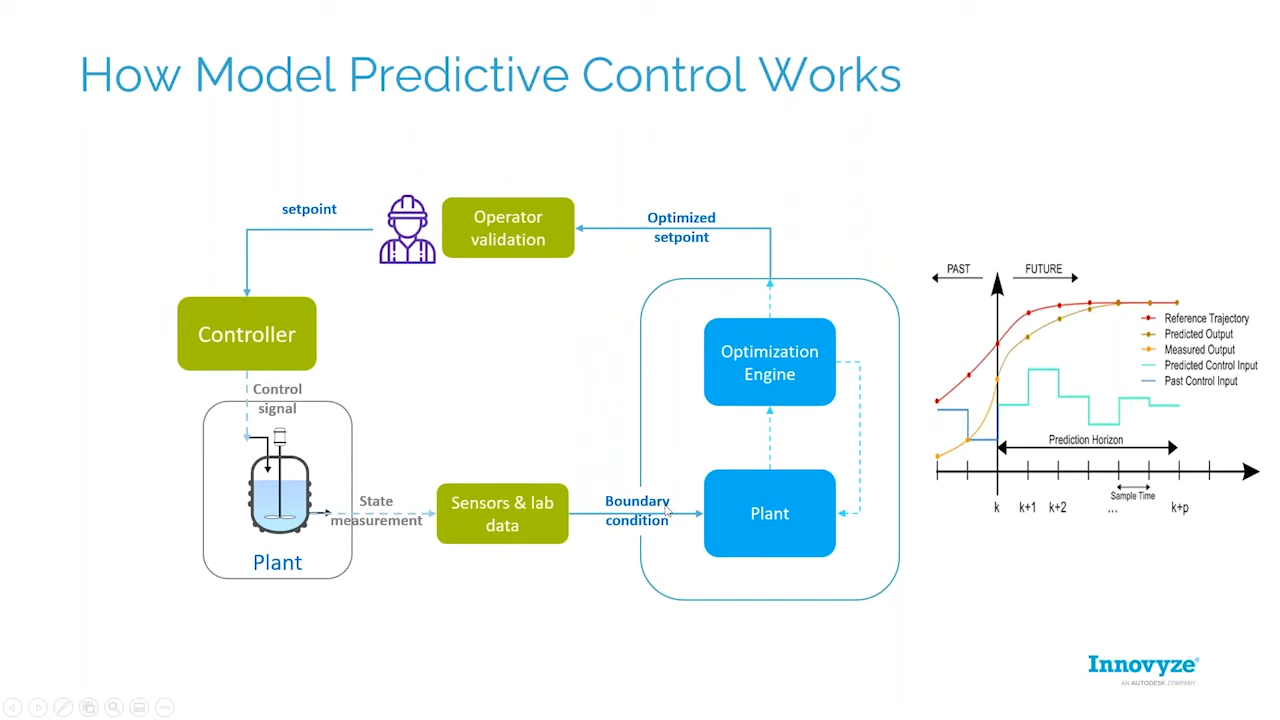 How Model Predictive Control Works
setpoint
Operator
validation
Optimized
setpoint
Controller
Control
signal
Plant
State
measurement
Sensors & lab
data
Boundary
condition
Optimization
Engine
Plant
PAST
FUTURE
Reference Trajectory
Predicted Output
Measured Output
Predicted Control Input
Past Control Input
Prediction Horizon
Sample Time
k
k+1
k+2
...
k+p
Innovyze®
AN AUTODESK COMPANY